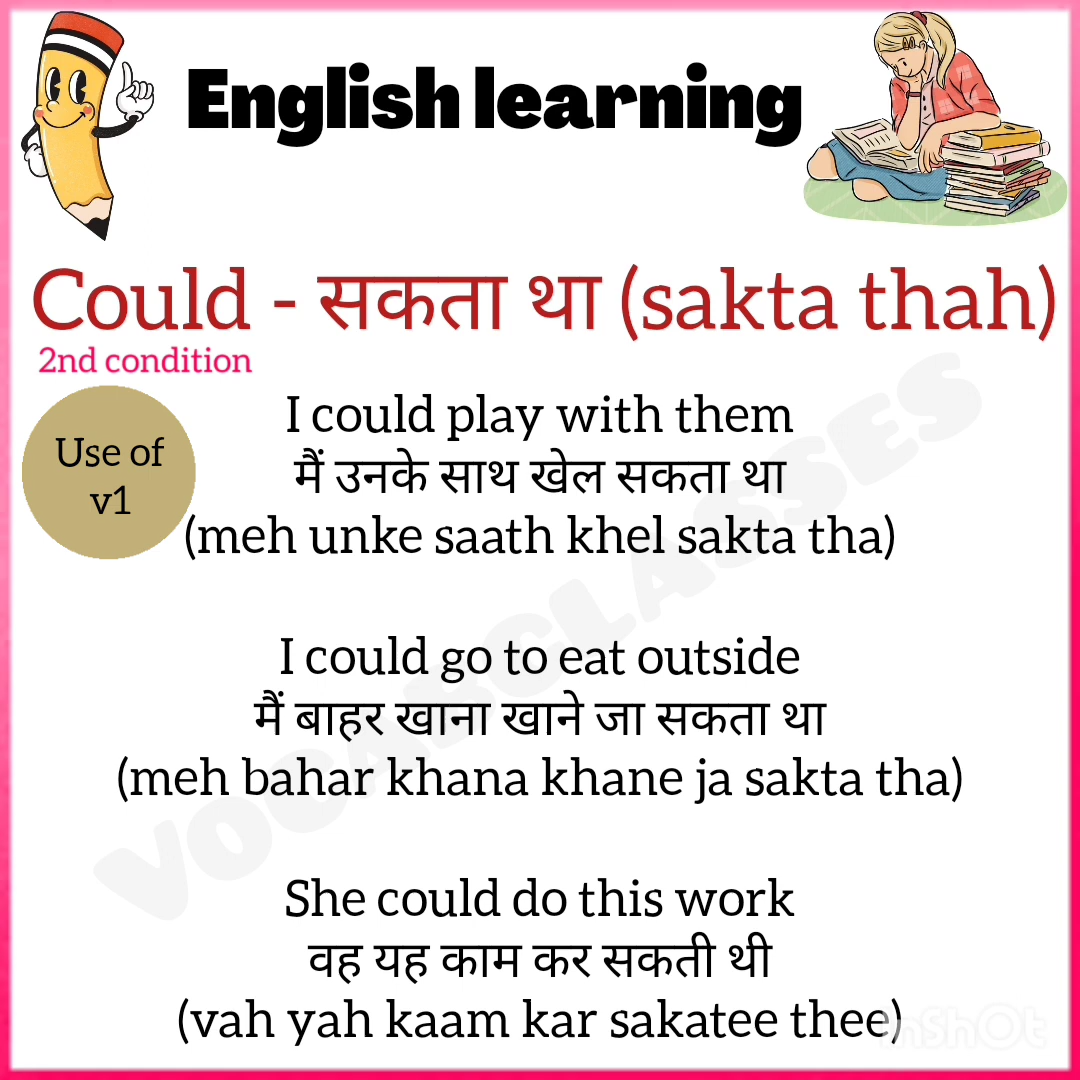 English learning
Could - सकता था (sakta thah)
2nd condition
Use of
v1
I could play with them
मैं उनके साथ खेल सकता था
(meh unke saath khel sakta tha)
I could go to eat outside
मैं बाहर खाना खाने जा सकता था
(meh bahar khana khane ja sakta tha)
She could do this work
वह यह काम कर सकती थी
(vah yah kaam kar sakatee thee)
VOCABSCLASSES
InShOt